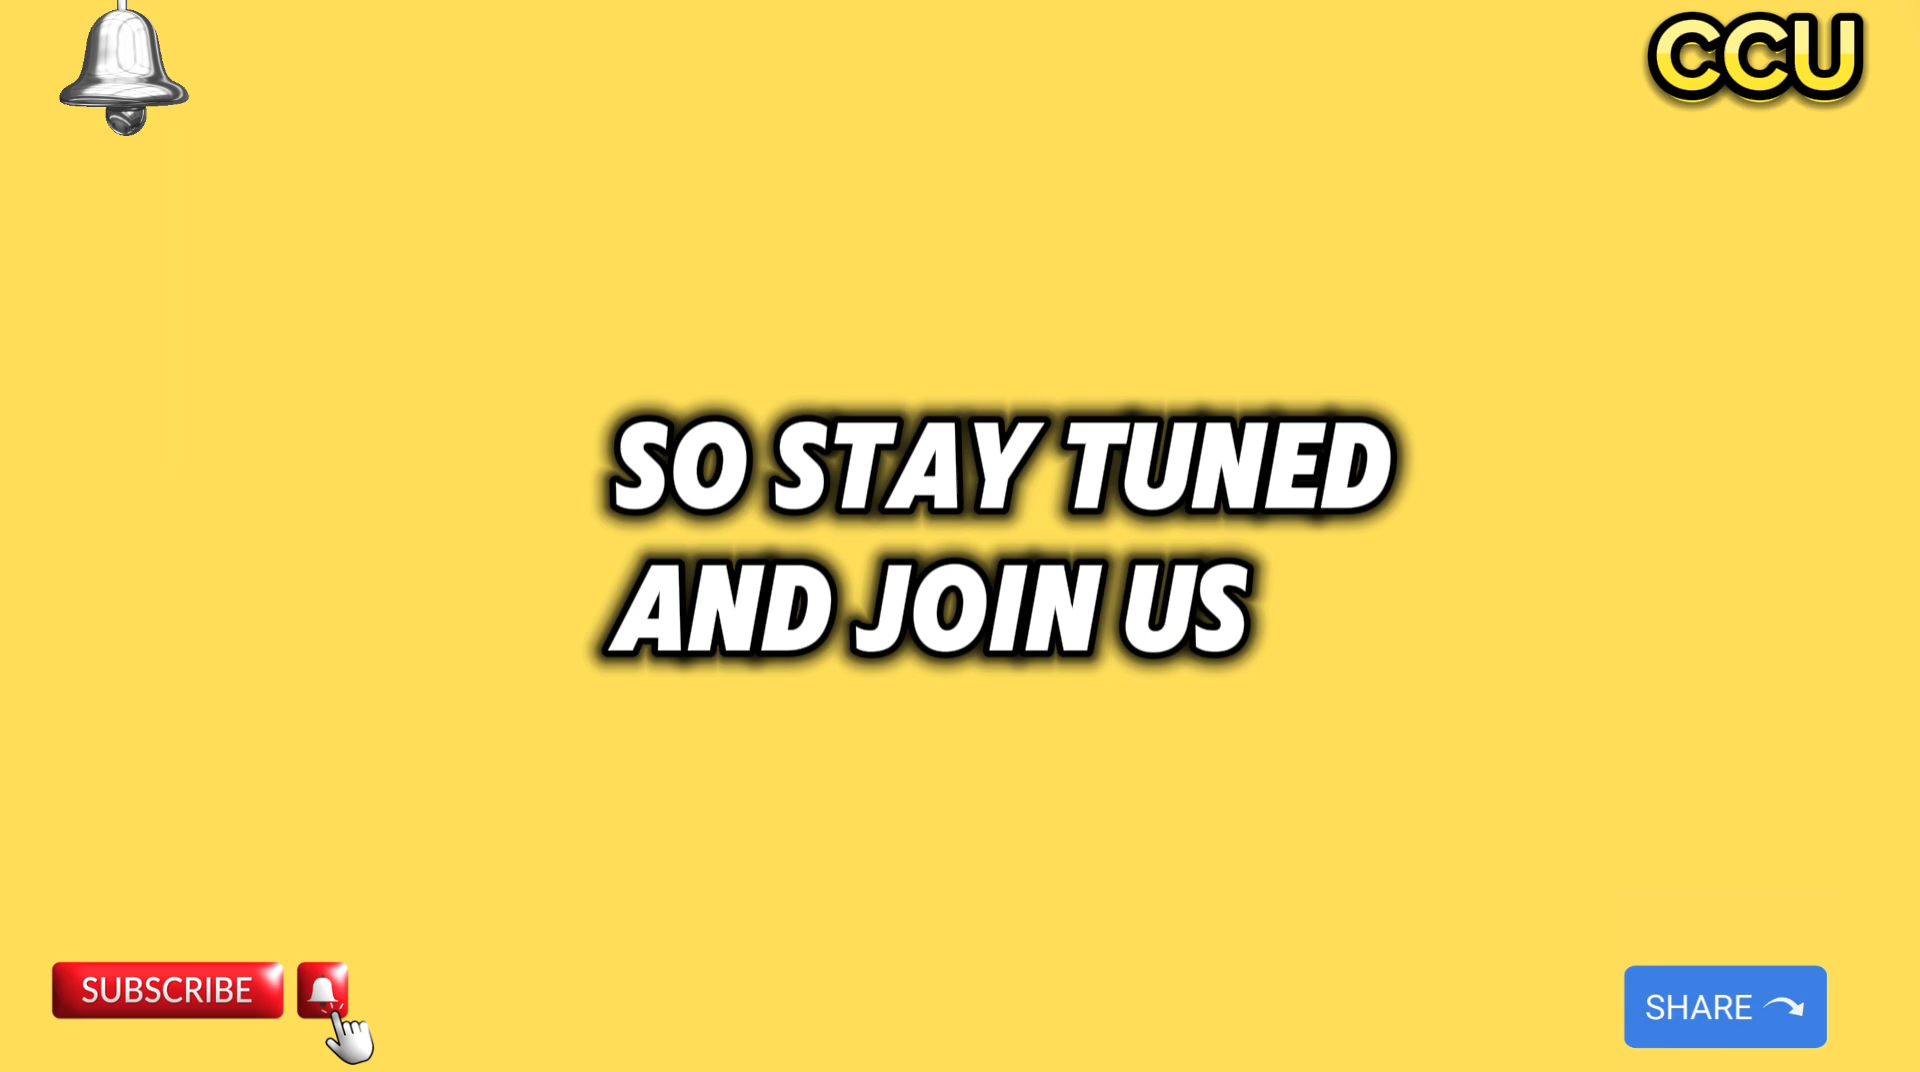 CCU
SO STAY TUNED
AND JOIN US
SUBSCRIBE
SHARE